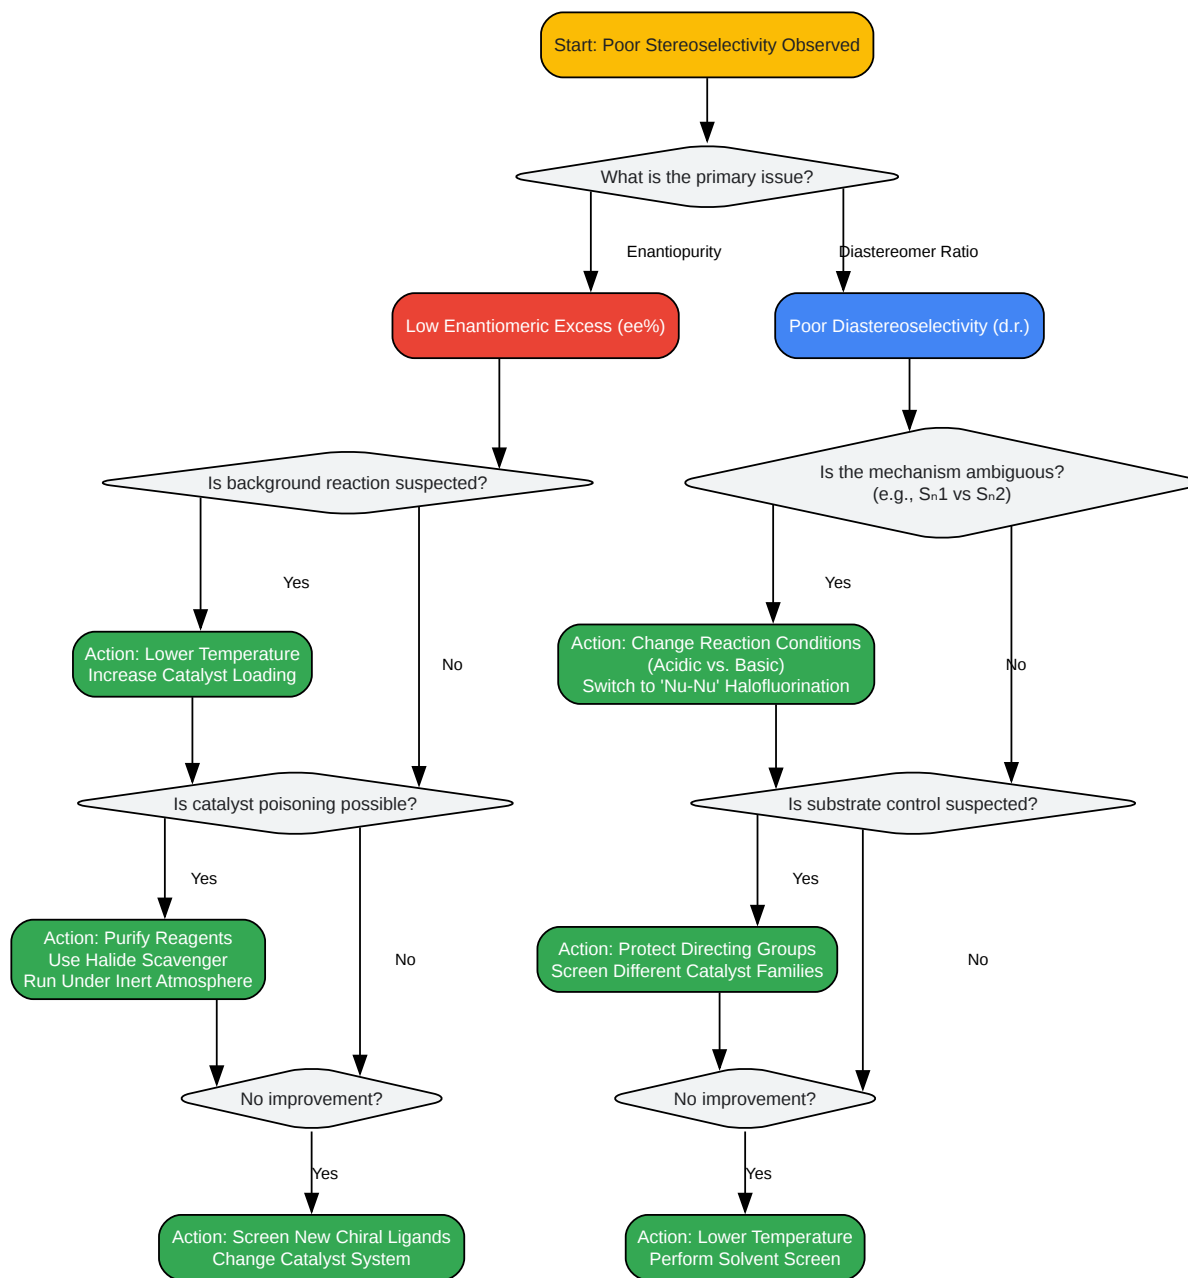 Start: Poor Stereoselectivity Observed
What is the primary issue?
Enantiopurity
Diastereomer Ratio
Low Enantiomeric Excess (ee%)
Poor Diastereoselectivity (d.r.)
Is background reaction suspected?
Is the mechanism ambiguous?
(e.g., Sₙ1 vs Sₙ2)
Yes
Yes
Action: Lower Temperature
Increase Catalyst Loading
No
Action: Change Reaction Conditions
(Acidic vs. Basic)
Switch to 'Nu-Nu' Halofluorination
No
Is catalyst poisoning possible?
Is substrate control suspected?
Yes
Yes
Action: Purify Reagents
Use Halide Scavenger
Run Under Inert Atmosphere
No
Action: Protect Directing Groups
Screen Different Catalyst Families
No
No improvement?
No improvement?
Yes
Yes
Action: Screen New Chiral Ligands
Change Catalyst System
Action: Lower Temperature
Perform Solvent Screen